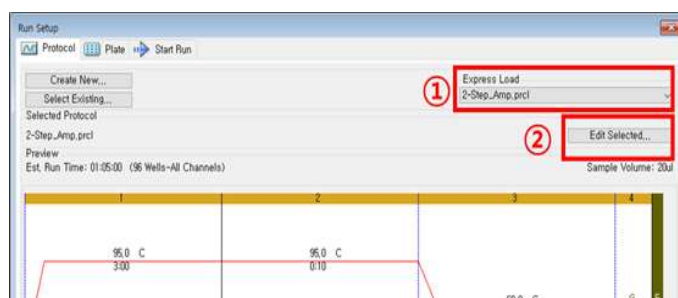 Run Setup
Protocol Plate Start Run
Create New...
Select Existing...
Express Load
① 2-Step_Amp.prcl
Selected Protocol
2-Step_Amp.prcl
② Edit Selected...
Preview
Est. Run Time: 01:05:00 (96 Wells-All Channels) Sample Volume: 20ul
1 2 3 4
95.0 C 95.0 C
3:00 0:10